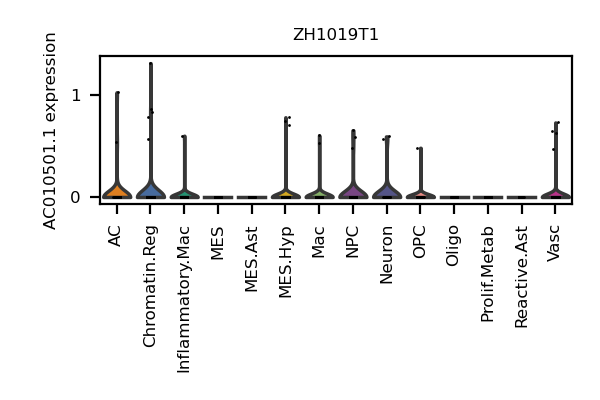 ZH1019T1
AC010501.1 expression
1
0
AC
Chromatin.Reg
Inflammatory.Mac
MES
MES.Ast
MES.Hyp
Mac
NPC
Neuron
OPC
Oligo
Prolif.Metab
Reactive.Ast
Vasc